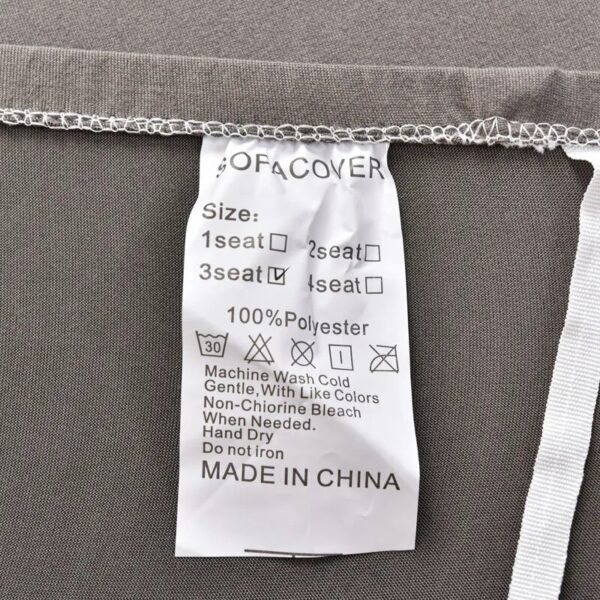 SOFACOVER
Size:
1seat☐ 2seat☐
3seat☑ 4seat☐
100%Polyester
30
Machine Wash Cold
Gentle,With Like Colors
Non-Chiorine Bleach
When Needed.
Hand Dry
Do not iron
MADE IN CHINA